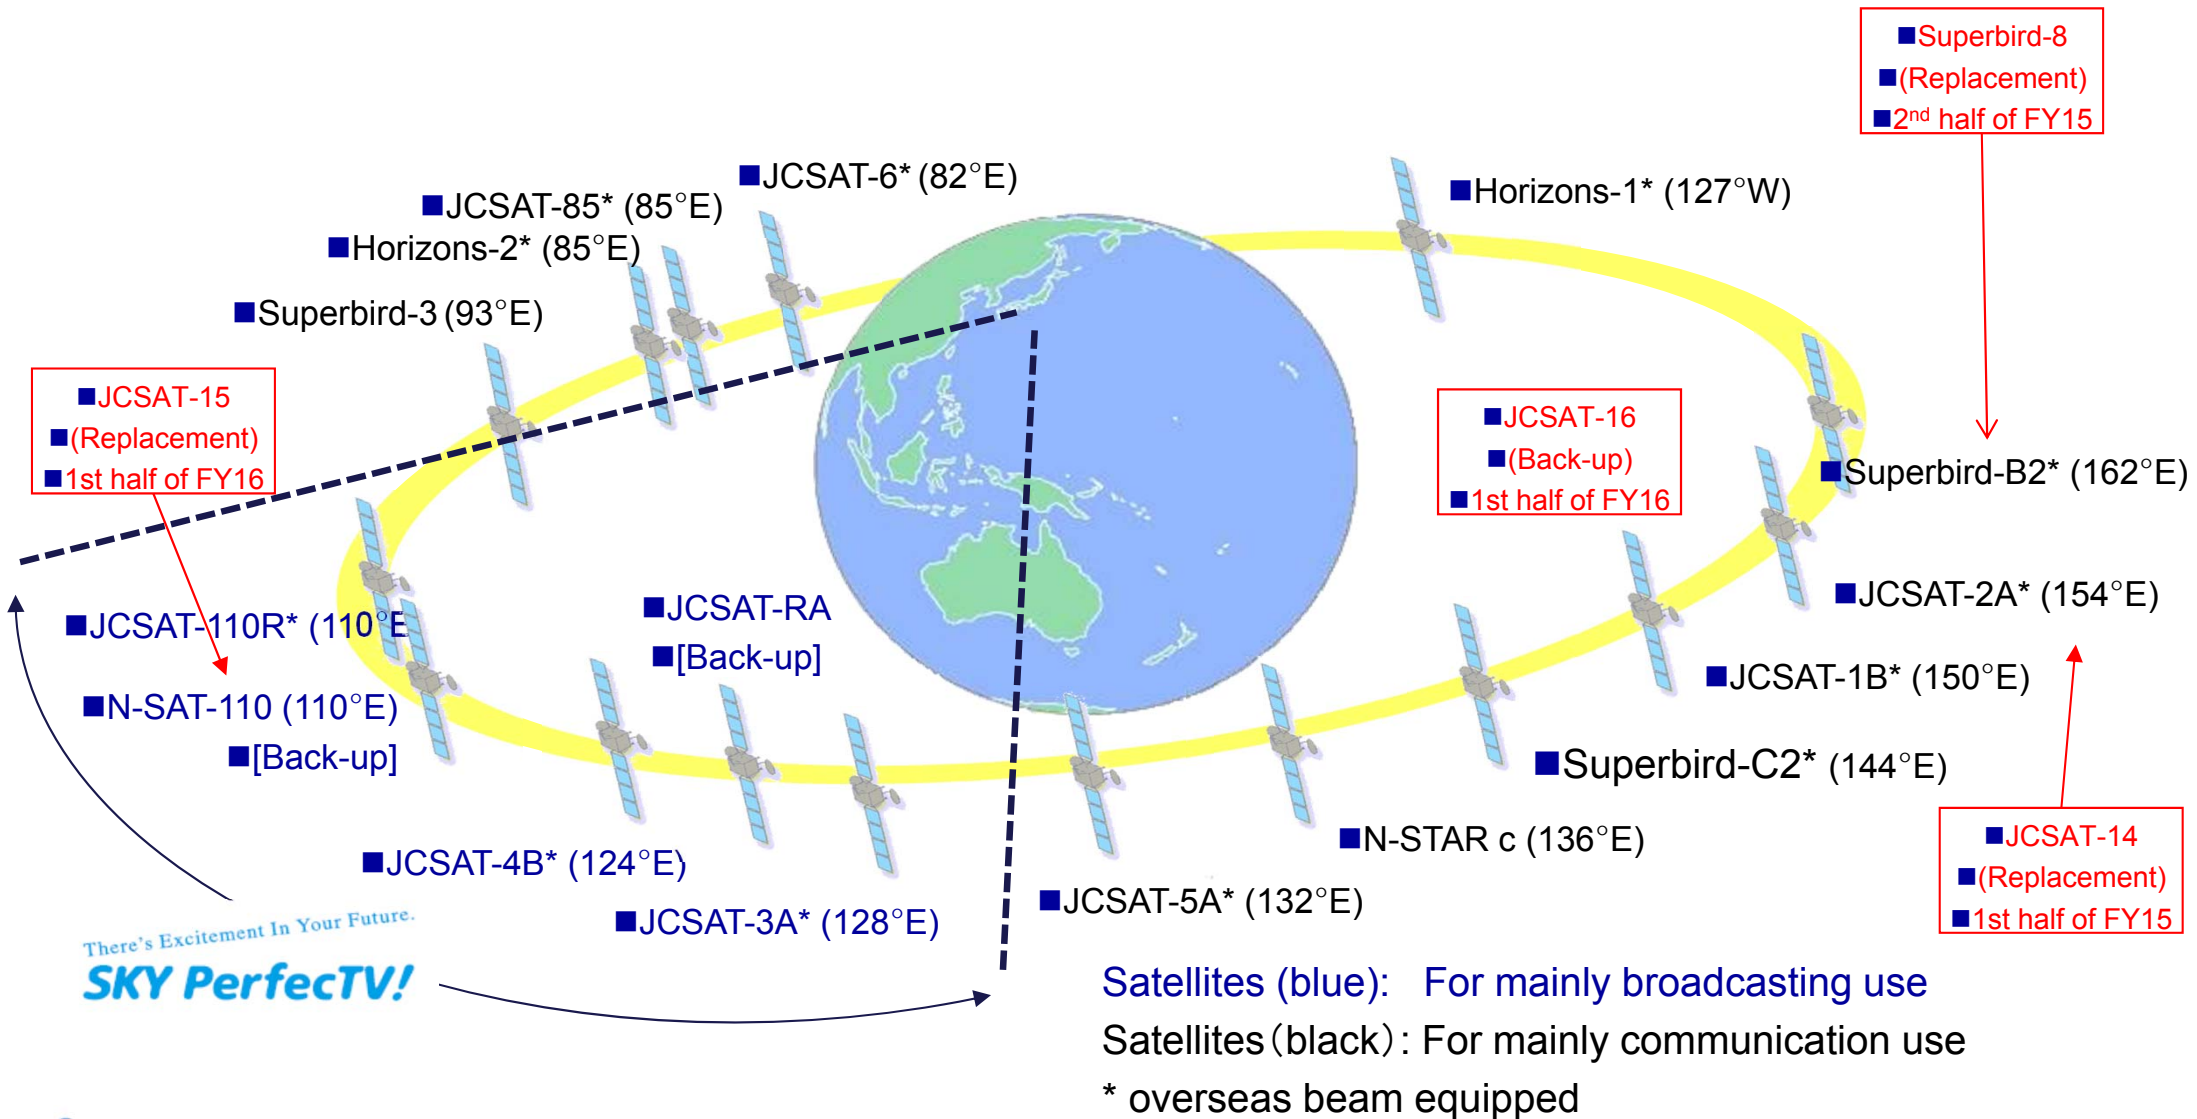 ■Superbird-8
■(Replacement)
■2nd half of FY15
■JCSAT-6* (82°E)
■Horizons-1* (127°W)
■JCSAT-85* (85°E)
■Horizons-2* (85°E)
■Superbird-3 (93°E)
■JCSAT-15
■(Replacement)
■1st half of FY16
■JCSAT-16
■(Back-up)
■1st half of FY16
■Superbird-B2* (162°E)
■JCSAT-2A* (154°E)
■JCSAT-110R* (110°E
■JCSAT-RA
■[Back-up]
■JCSAT-1B* (150°E)
■N-SAT-110 (110°E)
■[Back-up]
■Superbird-C2* (144°E)
■N-STAR c (136°E)
■JCSAT-14
■(Replacement)
■1st half of FY15
■JCSAT-4B* (124°E)
■JCSAT-5A* (132°E)
■JCSAT-3A* (128°E)
There's Excitement In Your Future.
SKY PerfecTV!
Satellites (blue): For mainly broadcasting use
Satellites（black）: For mainly communication use
* overseas beam equipped